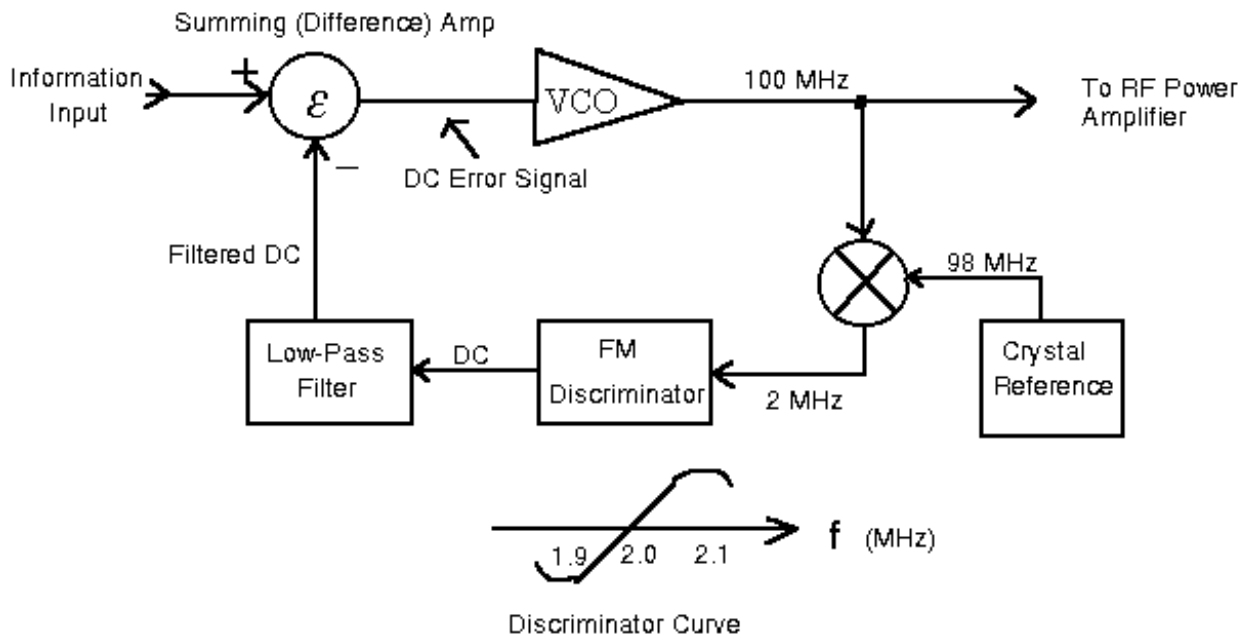 Summing (Difference) Amp
Information
Input
+
ε
VCO
100 MHz
To RF Power
Amplifier
−
DC Error Signal
Filtered DC
98 MHz
Low-Pass
Filter
DC
FM
Discriminator
2 MHz
Crystal
Reference
1.9 2.0 2.1
f (MHz)
Discriminator Curve